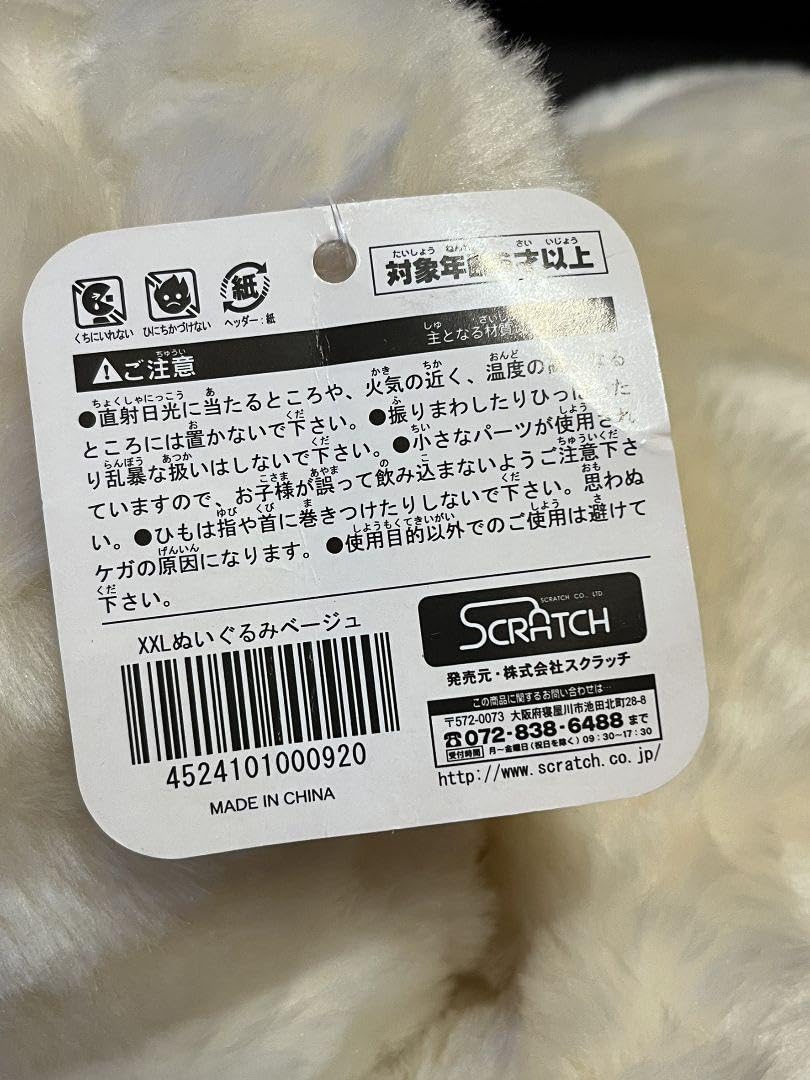 くちにいれない
ひにちかづけない
紙
ヘッダー:紙
対象年齢 才以上
ご注意
主となる材質
●直射日光に当たるところや、火気の近く、温度の なる
ところには置かないで下さい。●振りまわしたりひっ た
り乱暴な扱いはしないで下さい。●小さなパーツが使用され
ていますので、お子様が誤って飲み込まないようご注意下さ
い。●ひもは指や首に巻きつけたりしないで下さい。思わぬ
ケガの原因になります。●使用目的以外でのご使用は避けて
下さい。
XXLぬいぐるみベージュ
4524101000920
MADE IN CHINA
SCRATCH CO., LTD.
SCRATCH
発売元・株式会社スクラッチ
この商品に関するお問い合わせは…
〒572-0073 大阪府寝屋川市池田北町28-8
☎072-838-6488まで
受付時間 月~金曜日(祝日を除く)09:30~17:30
http://www.scratch.co.jp/